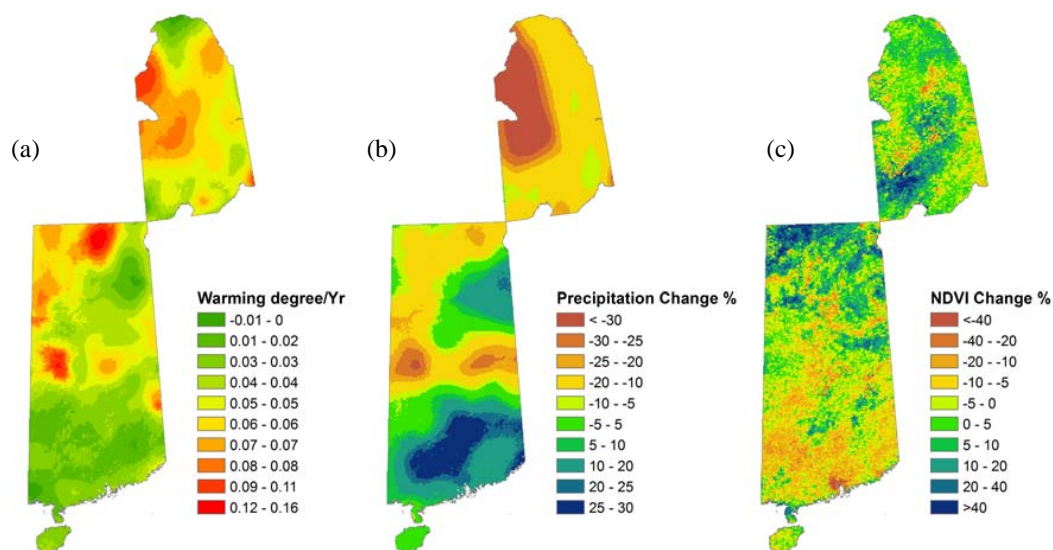 (a)
Warming degree/Yr
-0.01 - 0
0.01 - 0.02
0.03 - 0.03
0.04 - 0.04
0.05 - 0.05
0.06 - 0.06
0.07 - 0.07
0.08 - 0.08
0.09 - 0.11
0.12 - 0.16
(b)
Precipitation Change %
< -30
-30 - -25
-25 - -20
-20 - -10
-10 - -5
-5 - 5
5 - 10
10 - 20
20 - 25
25 - 30
(c)
NDVI Change %
<-40
-40 - -20
-20 - -10
-10 - -5
-5 - 0
0 - 5
5 - 10
10 - 20
20 - 40
>40